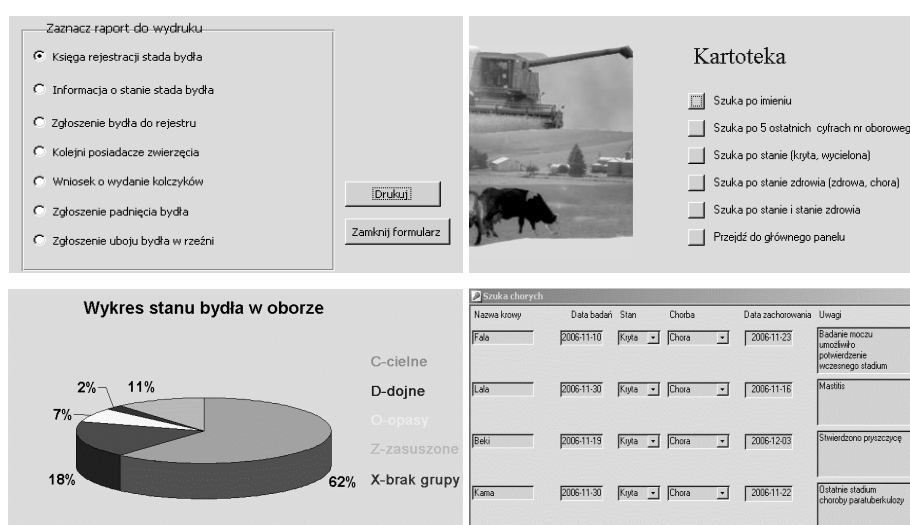 Zaznacz raport do wydruku
Księga rejestracji stada bydła
Informacja o stanie stada bydła
Zgłoszenie bydła do rejestru
Kolejni posiadacze zwierzęcia
Wniosek o wydanie kolczyków
Zgłoszenie padnięcia bydła
Zgłoszenie uboju bydła w rzeźni
Drukuj
Zamknij formularz
Kartoteka
Szuka po imieniu
Szuka po 5 ostatnich cyfrach nr oboroweg
Szuka po stanie (kryta, wycielona)
Szuka po stanie zdrowia (zdrowa, chora)
Szuka po stanie i stanie zdrowia
Przejdź do głównego panelu
Wykres stanu bydła w oborze
2% 11%
7%
18%
62%
C-cielne
D-dojne
O-opasy
Z-zasuszone
X-brak grupy
Szuka chorych
Nazwa krowy Data badań Stan Chorba Data zachorowania Uwagi
Fala 2006-11-10 Kryta Chora 2006-11-23 Badanie moczu
umożliwiło
potwierdzenie
wczesnego stadium
Lala 2006-11-30 Kryta Chora 2006-11-16 Mastitis
Beki 2006-11-19 Kryta Chora 2006-12-03 Stwierdzono pryszczycę
Kama 2006-11-30 Kryta Chora 2006-11-22 Ostatnie stadium
choroby paratuberkulozy